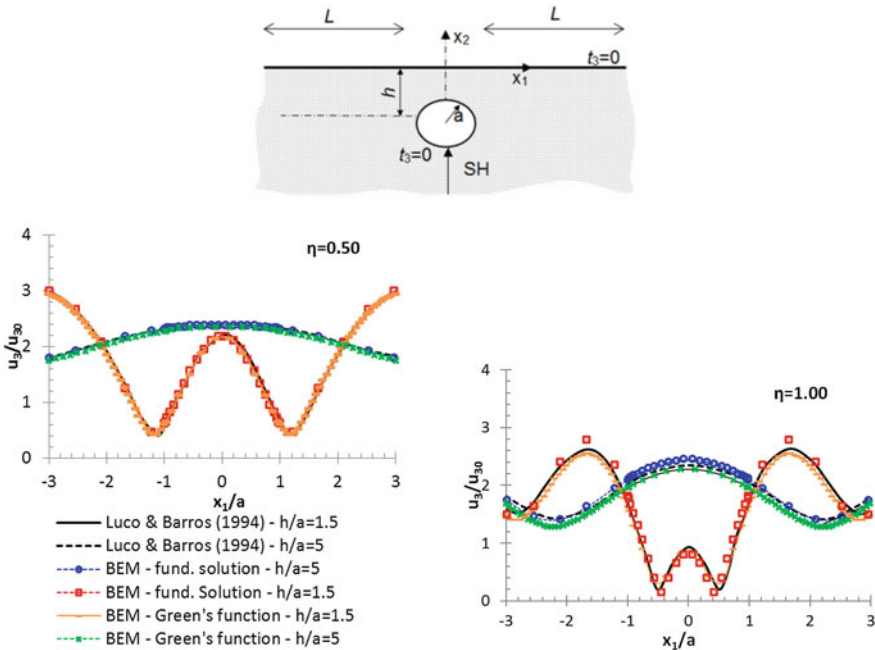 L
L
x2
t3=0
x1
h
a
t3=0
SH
η=0.50
4
3
2
1
0
u3/u30
-3 -2 -1 0 1 2 3
x1/a
Luco & Barros (1994) - h/a=1.5
Luco & Barros (1994) - h/a=5
BEM - fund. solution - h/a=5
BEM - fund. Solution - h/a=1.5
BEM - Green's function - h/a=1.5
BEM - Green's function - h/a=5
η=1.00
4
3
2
1
0
u3/u30
-3 -2 -1 0 1 2 3
x1/a